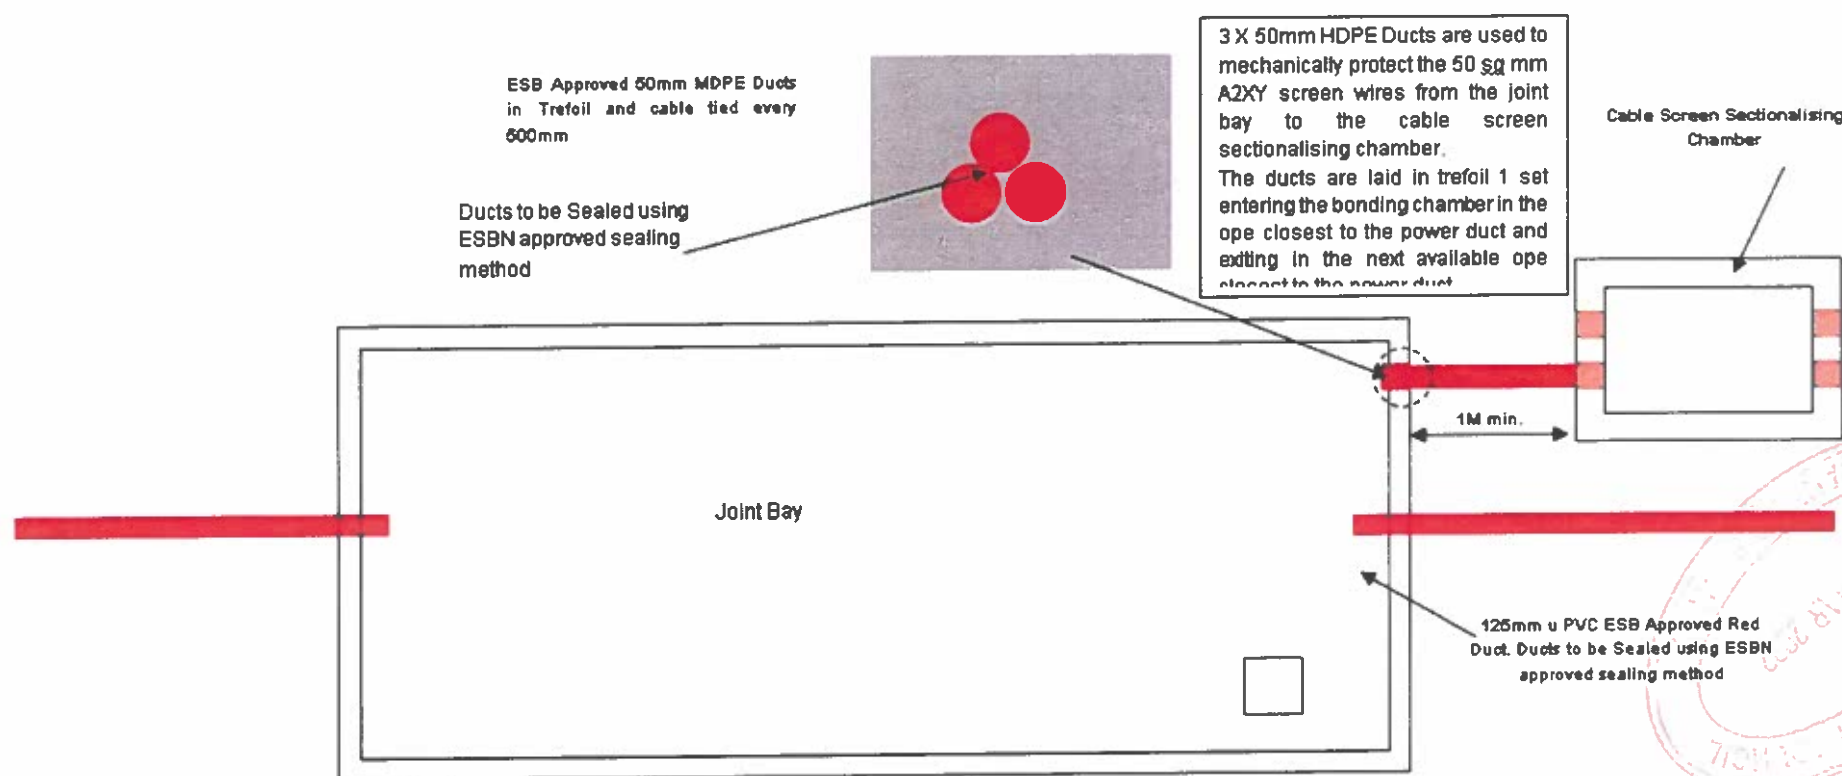 ESB Approved 50mm MDPE Ducts
in Trefoil and cable tied every
500mm
Ducts to be Sealed using
ESBN approved sealing
method
3 X 50mm HDPE Ducts are used to
mechanically protect the 50 sq mm
A2XY screen wires from the joint
bay to the cable screen
sectionalising chamber.
The ducts are laid in trefoil 1 set
entering the bonding chamber in the
ope closest to the power duct and
exiting in the next available ope
closest to the power duct
Cable Screen Sectionalising
Chamber
1M min.
Joint Bay
125mm u PVC ESB Approved Red
Duct. Ducts to be Sealed using ESBN
approved sealing method